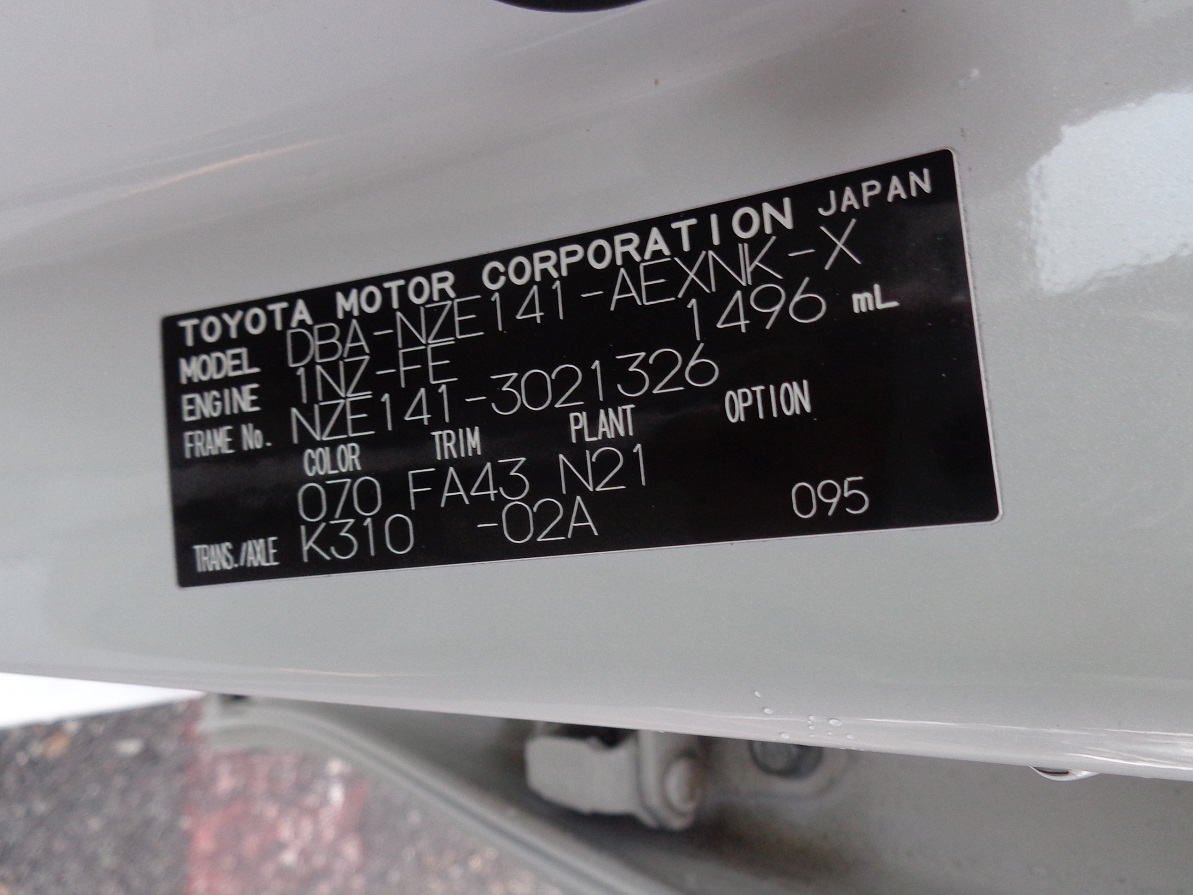 TOYOTA MOTOR CORPORATION JAPAN
MODEL DBA-NZE141-AEXNK-X
ENGINE 1NZ-FE 1496 mL
FRAME No. NZE141-3021326
COLOR TRIM PLANT OPTION
070 FA43 N21
TRANS./AXLE K310 -02A 095